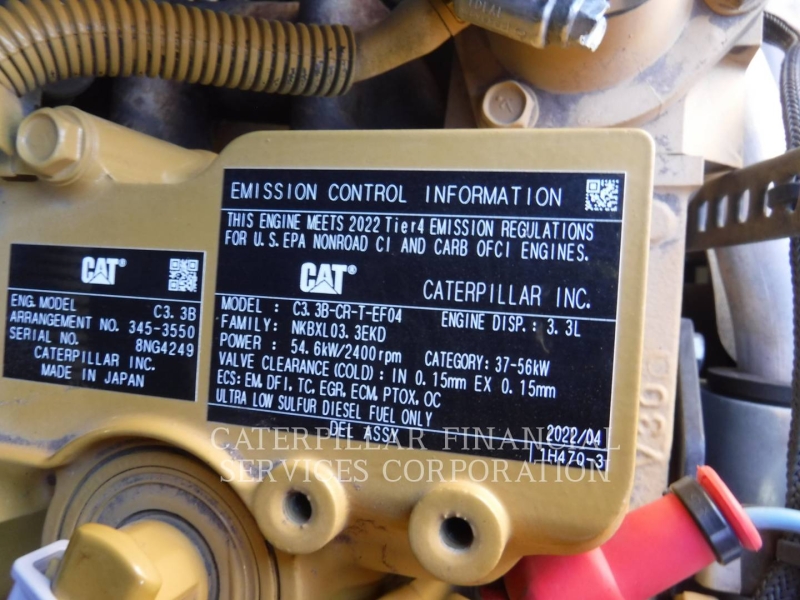 EMISSION CONTROL INFORMATION
THIS ENGINE MEETS 2022 Tier4 EMISSION REGULATIONS
FOR U.S. EPA NONROAD CI AND CARB OFCI ENGINES.
CAT® CATERPILLAR INC.
MODEL : C3.3B-CR-T-EF04 ENGINE DISP.: 3.3L
FAMILY: NKBXL03.3EKD
POWER : 54.6kW/2400rpm CATEGORY: 37-56kW
VALVE CLEARANCE (COLD) : IN 0.15mm EX 0.15mm
ECS: EM, DFI, TC, EGR, ECM, PTOX, OC
ULTRA LOW SULFUR DIESEL FUEL ONLY
2022/04
1H470-3
CAT®
ENG. MODEL C3.3B
ARRANGEMENT NO. 345-3550
SERIAL NO. 8NG4249
CATERPILLAR INC.
MADE IN JAPAN
CATERPILLAR FINANCIAL
SERVICES CORPORATION
V3300